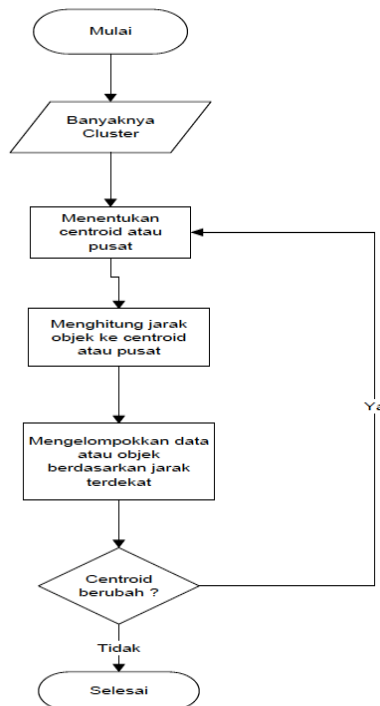 Mulai
Banyaknya
Cluster
Menentukan
centroid atau
pusat
Menghitung jarak
objek ke centroid
atau pusat
Mengelompokkan data
atau objek
berdasarkan jarak
terdekat
Ya
Centroid
berubah ?
Tidak
Selesai